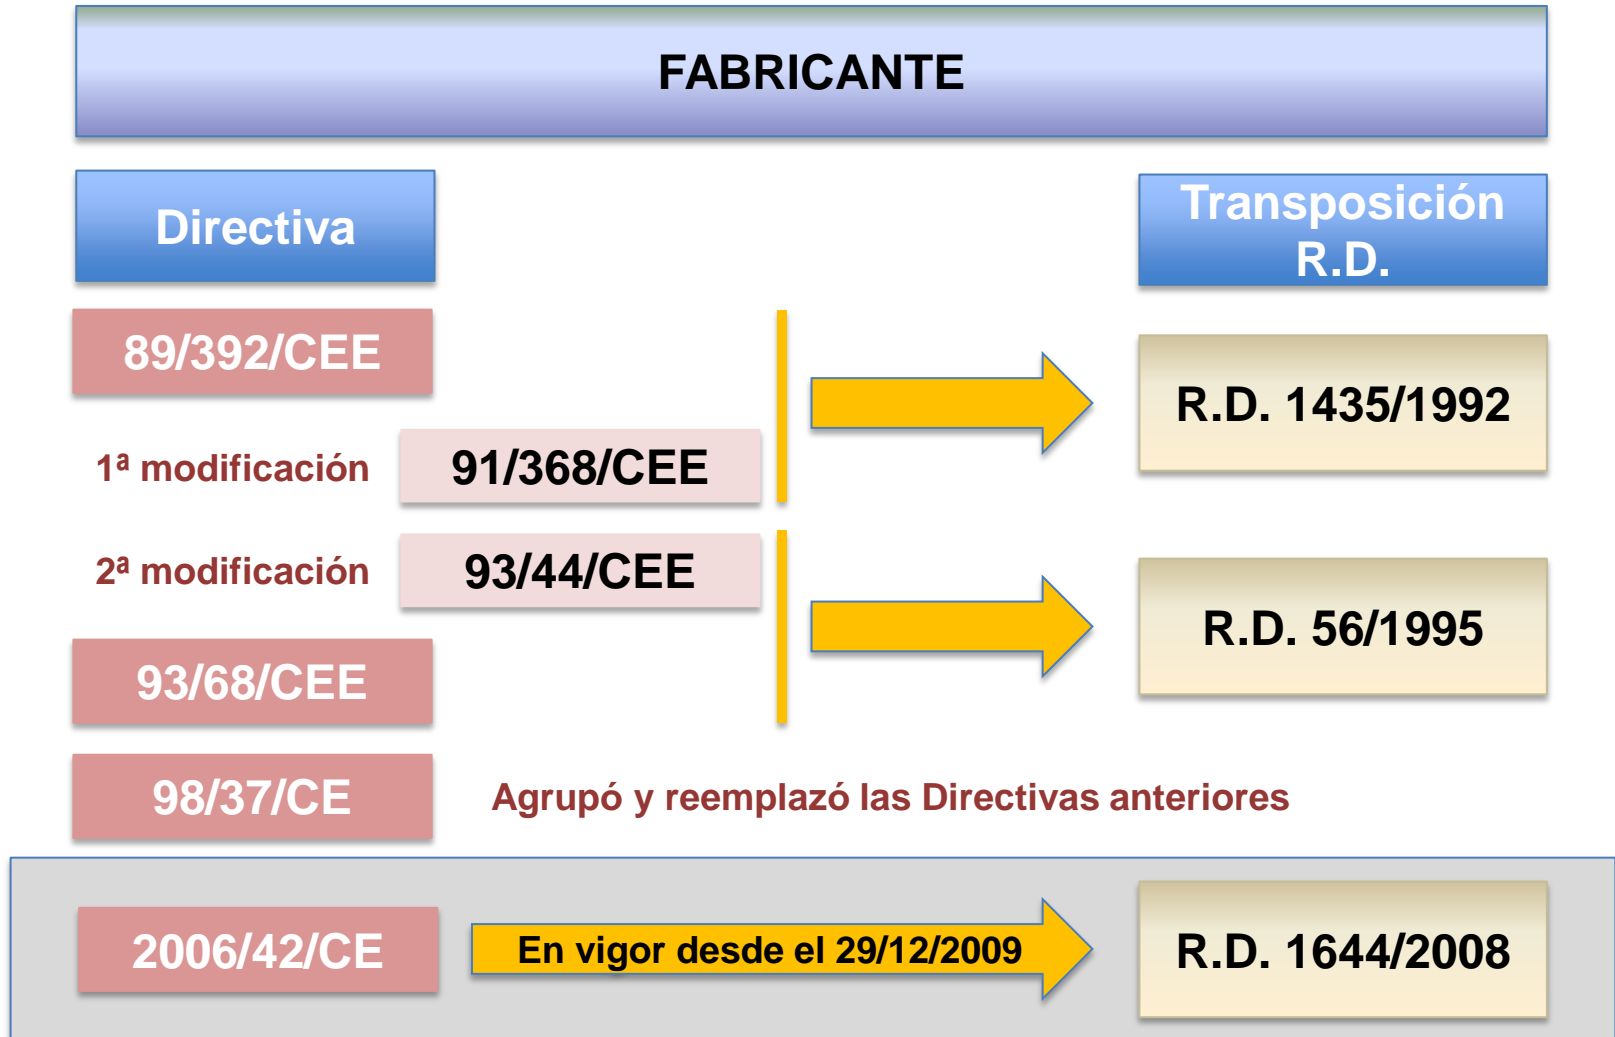 FABRICANTE
Directiva
Transposición
R.D.
89/392/CEE
R.D. 1435/1992
1ª modificación
91/368/CEE
2ª modificación
93/44/CEE
R.D. 56/1995
93/68/CEE
98/37/CE
Agrupó y reemplazó las Directivas anteriores
2006/42/CE
En vigor desde el 29/12/2009
R.D. 1644/2008